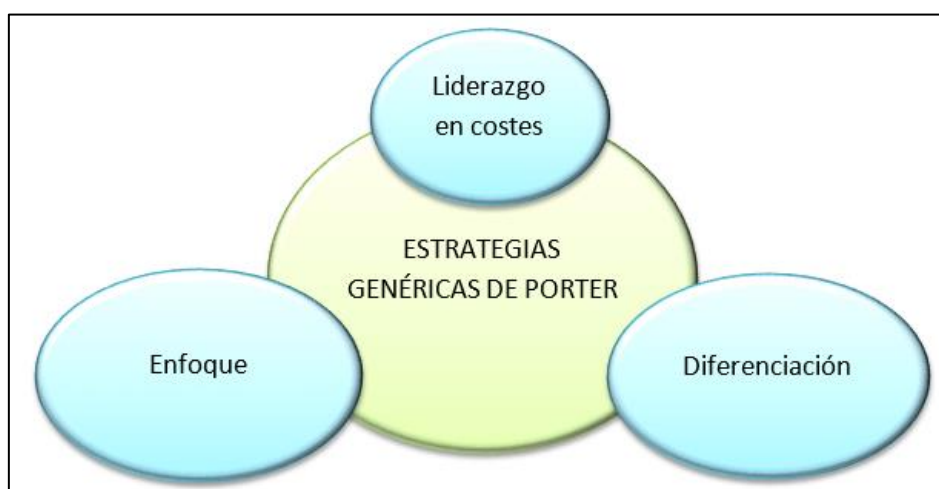 Liderazgo
en costes
ESTRATEGIAS
GENÉRICAS DE PORTER
Enfoque
Diferenciación